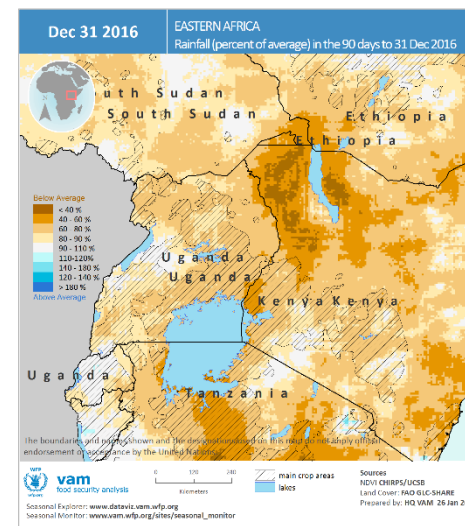 Dec 31 2016
EASTERN AFRICA
Rainfall (percent of average) in the 90 days to 31 Dec 2016
uth Sudan
South Sudan
Ethiopia
Ethiopia
Below Average
< 40 %
40 - 60 %
60 - 80 %
80 - 90 %
90 - 110 %
110-120%
140 - 180 %
120 - 140 %
> 180 %
Above Average
Uganda
Uganda
Kenya Kenya
Uganda
Tanzania
The boundaries and names shown and the designations used on this map do not imply official
endorsement or acceptance by the United Nations.
WFP
wfp.org
vam
food security analysis
0 120 240
Kilometers
main crop areas
lakes
Sources
NDVI CHIRPS/UCSB
Land Cover: FAO GLC-SHARE
Prepared by: HQ VAM 26 Jan 2
Seasonal Explorer: www.dataviz.vam.wfp.org
Seasonal Monitor: www.vam.wfp.org/sites/seasonal_monitor